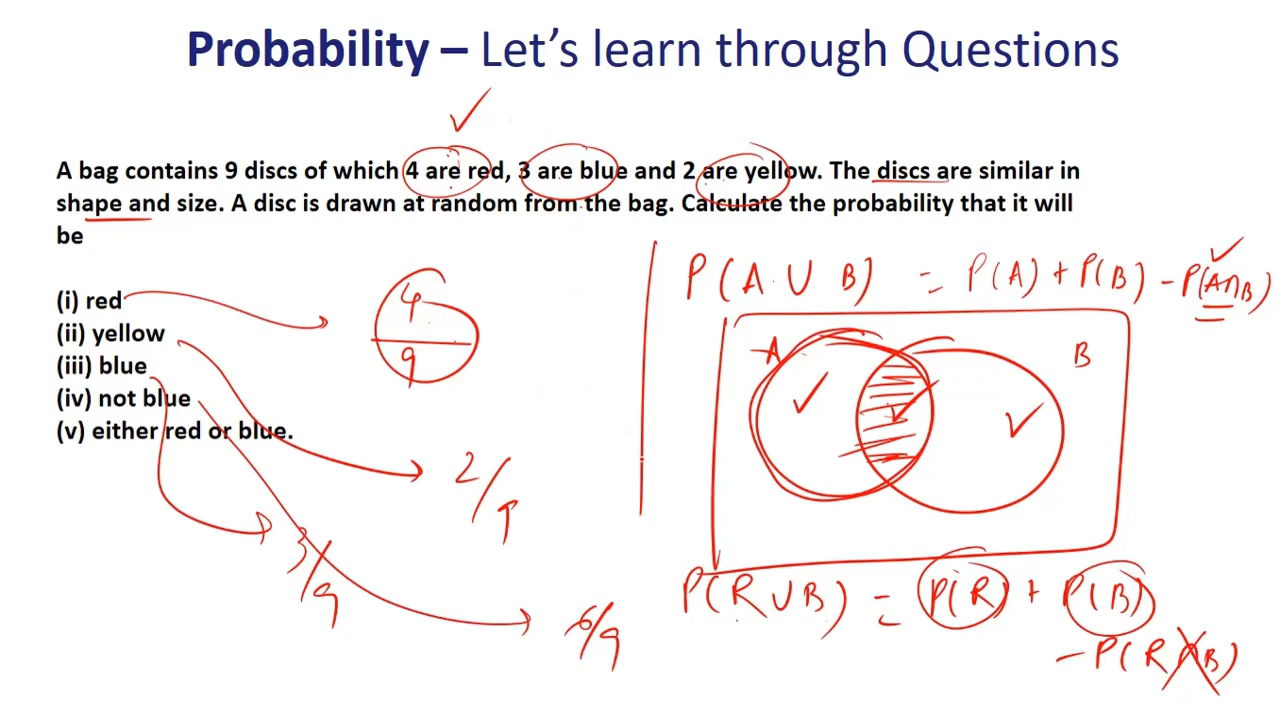 Probability – Let's learn through Questions
A bag contains 9 discs of which 4 are red, 3 are blue and 2 are yellow. The discs are similar in
shape and size. A disc is drawn at random from the bag. Calculate the probability that it will
be
(i) red
(ii) yellow
(iii) blue
(iv) not blue
(v) either red or blue.
4
9
2/9
3/9
6/9
P(A ∪ B) = P(A) + P(B) - P(A∩B)
A
B
P(R ∪ B) = P(R) + P(B)
- P(R ∩ B)